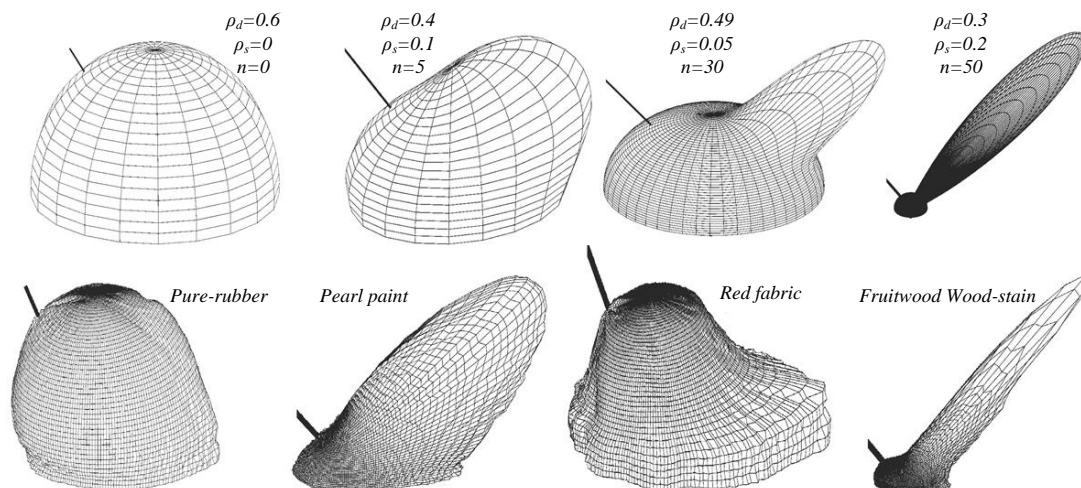 ρd=0.6
ρs=0
n=0
ρd=0.4
ρs=0.1
n=5
ρd=0.49
ρs=0.05
n=30
ρd=0.3
ρs=0.2
n=50
Pure-rubber
Pearl paint
Red fabric
Fruitwood Wood-stain